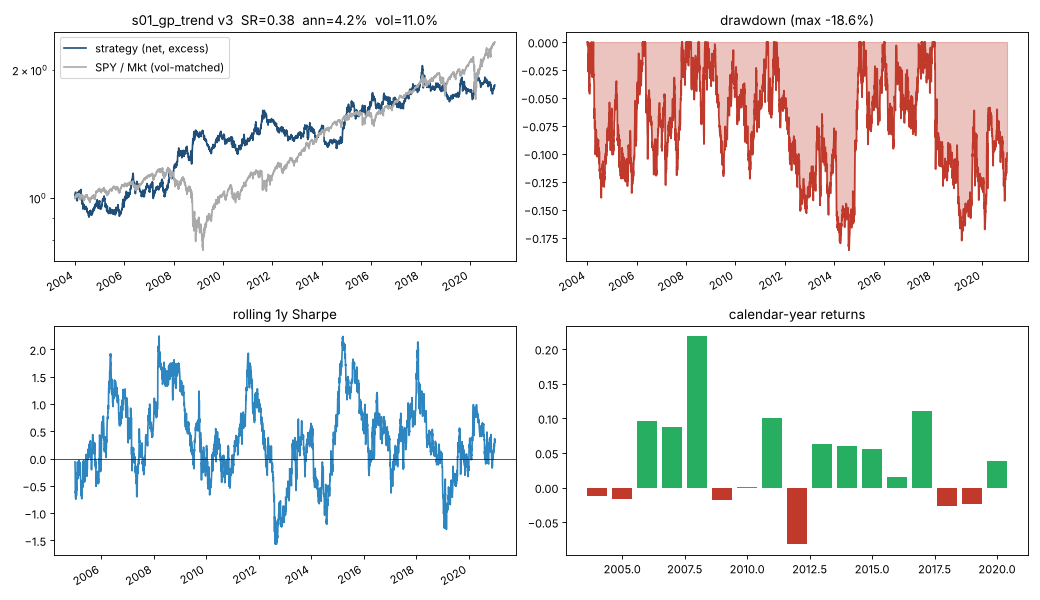 s01_gp_trend v3  SR=0.38  ann=4.2%  vol=11.0%
strategy (net, excess)
SPY / Mkt (vol-matched)
2 × 10⁰
10⁰
2004 2006 2008 2010 2012 2014 2016 2018 2020
drawdown (max -18.6%)
0.000
−0.025
−0.050
−0.075
−0.100
−0.125
−0.150
−0.175
2004 2006 2008 2010 2012 2014 2016 2018 2020
rolling 1y Sharpe
2.0
1.5
1.0
0.5
0.0
−0.5
−1.0
−1.5
2006 2008 2010 2012 2014 2016 2018 2020
calendar-year returns
0.20
0.15
0.10
0.05
0.00
−0.05
2005.0 2007.5 2010.0 2012.5 2015.0 2017.5 2020.0